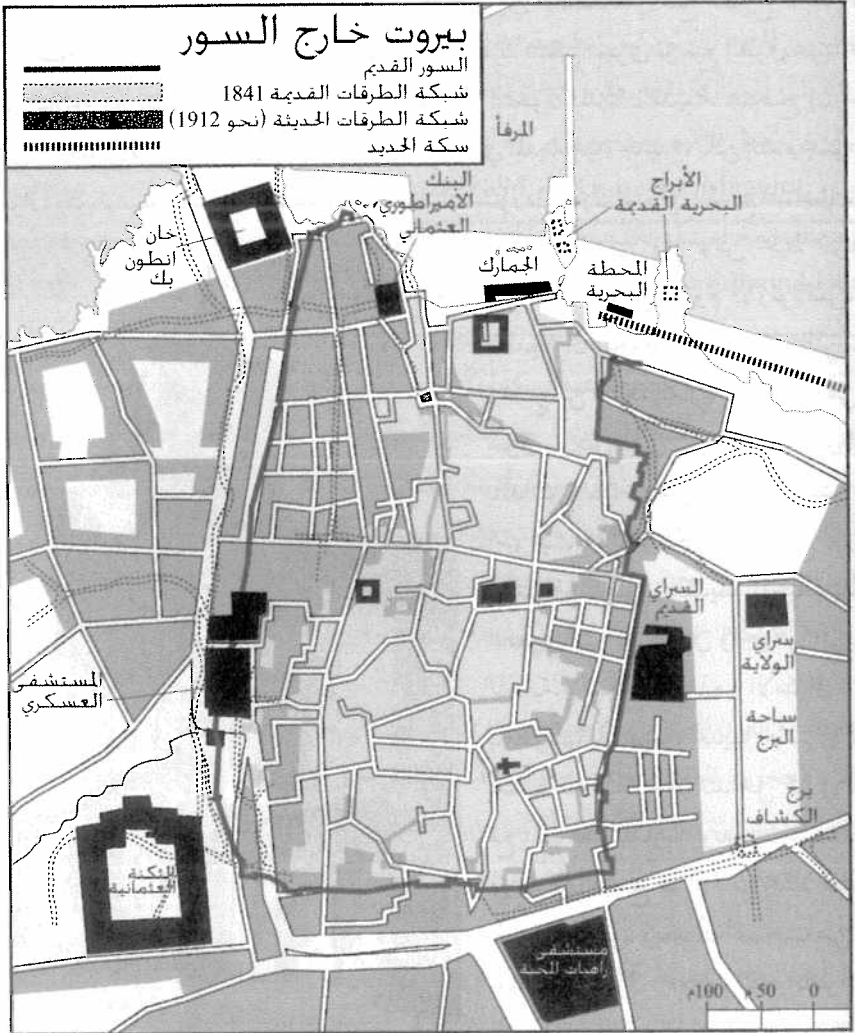 بيروت خارج السور
السور القديم
شبكة الطرقات القديمة 1841
شبكة الطرقات الحديثة (نحو 1912)
سكة الحديد
المرفأ
البنك
الامبراطوري
العثماني
الأبراج
البحرية القديمة
خان
انطون
بك
الجمارك
المحطة
البحرية
السراي
القديم
سراي
الولاية
المستشفى
العسكري
ساحة
البرج
برج
الكشاف
الثكنة
العثمانية
مستشفى
راهبات المحبة
0 50م 100م